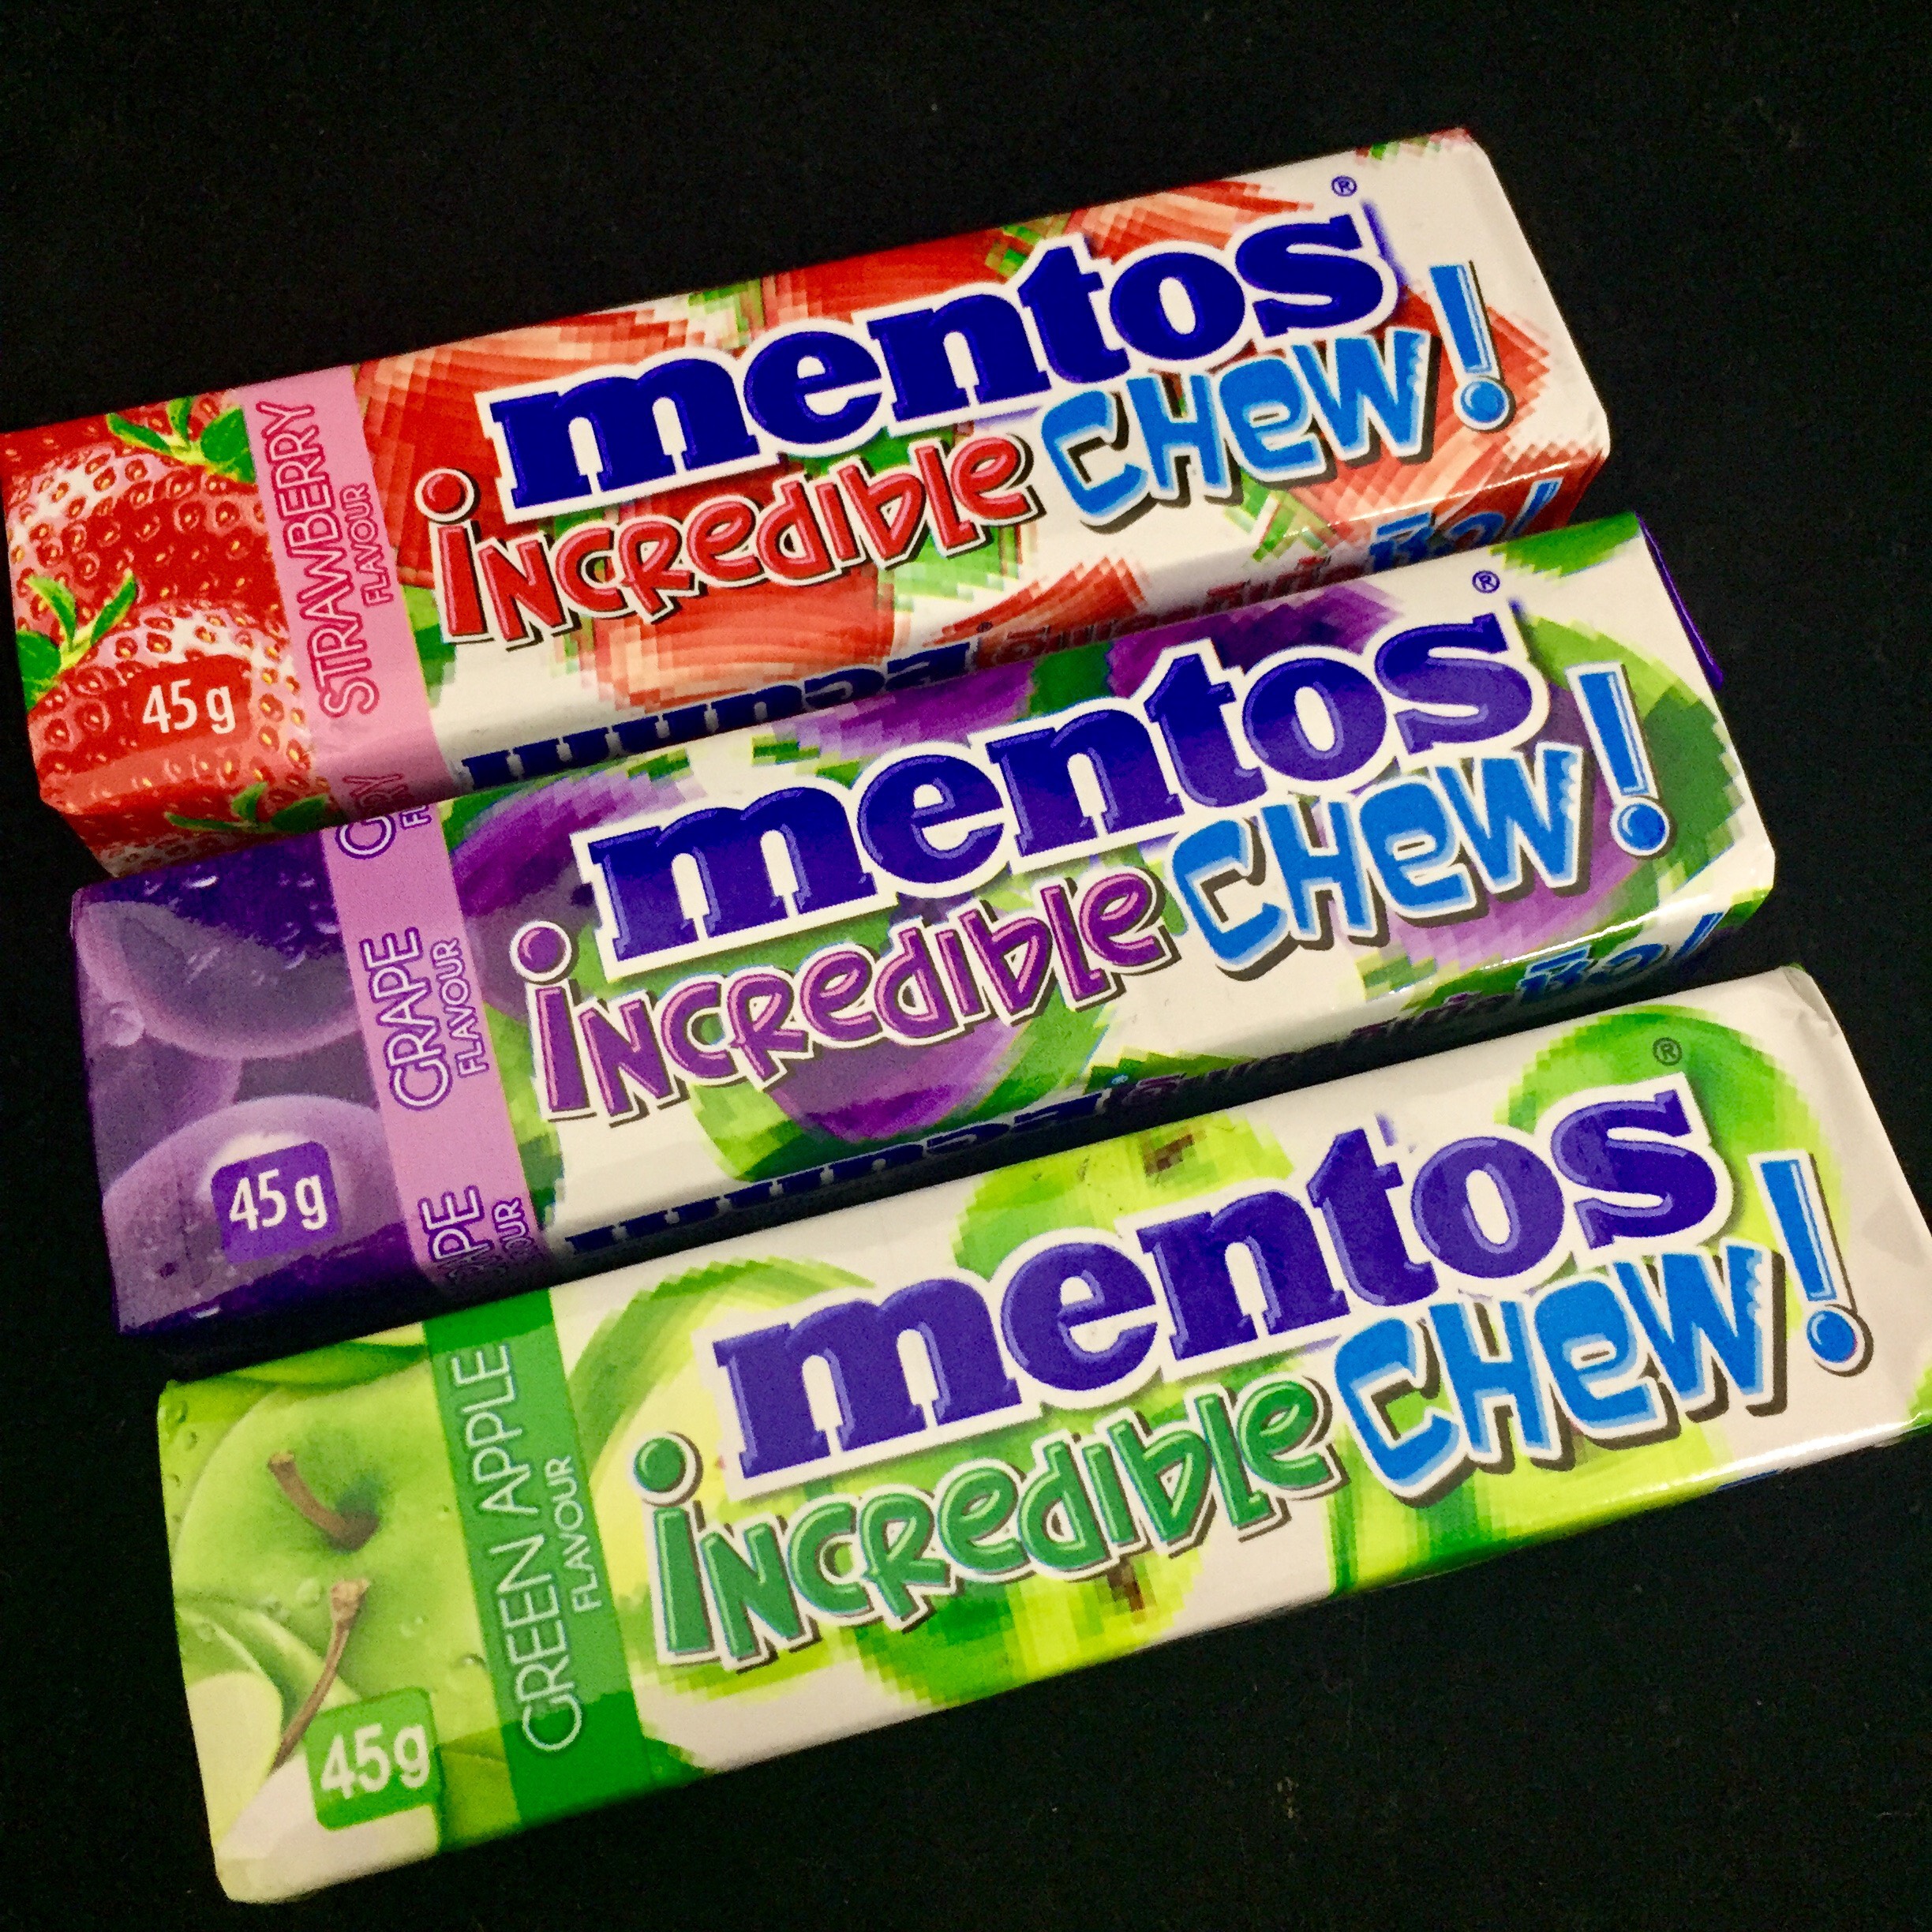 mentos®
incredible CHEW!
STRAWBERRY
FLAVOUR
45g
mentos®
incredible CHEW!
GRAPE
FLAVOUR
45g
mentos®
incredible CHEW!
GREEN APPLE
FLAVOUR
45g